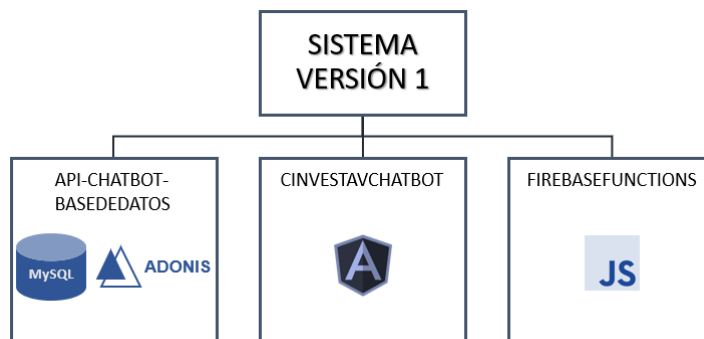 SISTEMA
VERSIÓN 1
API-CHATBOT-
BASEDEDATOS
MySQL
ADONIS
CINVESTAVCHATBOT
A
FIREBASEFUNCTIONS
JS